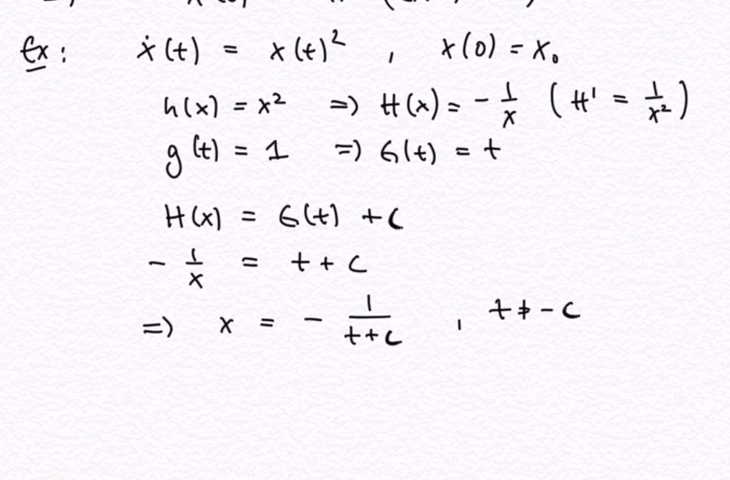 Ex: ẋ(t) = x(t)² , x(0) = x₀
h(x) = x² => H(x) = - 1/x ( H' = 1/x² )
g(t) = 1 => G(t) = t
H(x) = G(t) + c
- 1/x = t + c
=> x = - 1/(t+c) , t ≠ - c